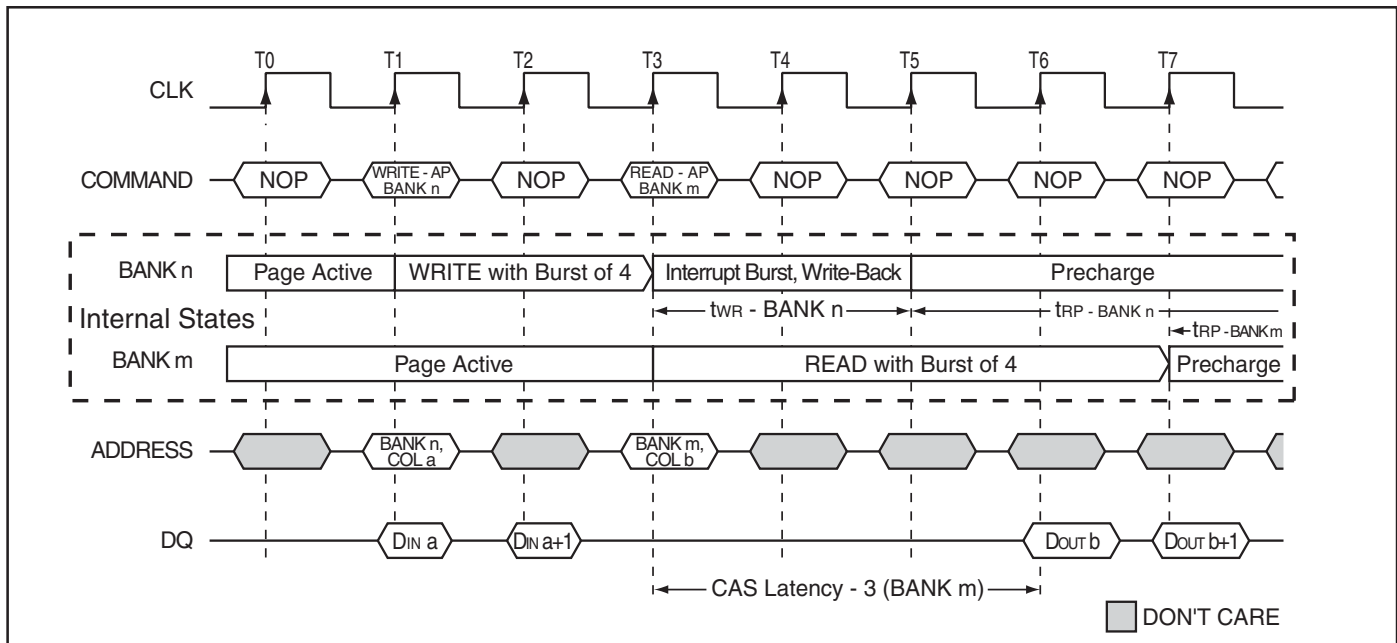 T0 T1 T2 T3 T4 T5 T6 T7
CLK
COMMAND NOP WRITE - AP BANK n NOP READ - AP BANK m NOP NOP NOP NOP
BANK n Page Active WRITE with Burst of 4 Interrupt Burst, Write-Back Precharge
tWR - BANK n tRP - BANK n
Internal States
tRP - BANK m
BANK m Page Active READ with Burst of 4 Precharge
ADDRESS BANK n, COL a BANK m, COL b
DQ DIN a DIN a+1 DOUT b DOUT b+1
CAS Latency - 3 (BANK m)
DON'T CARE